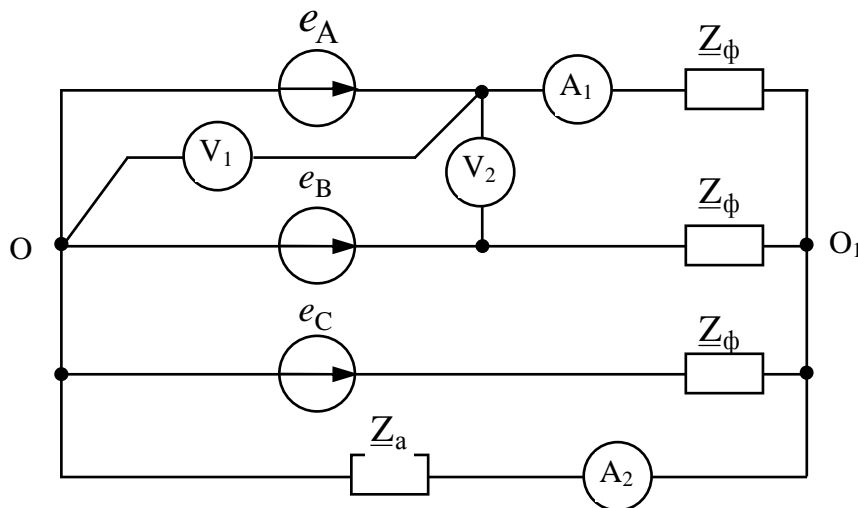 e_A
A₁
Z_ф
V₁
V₂
e_B
Z_ф
O
O₁
e_C
Z_ф
Z_a
A₂